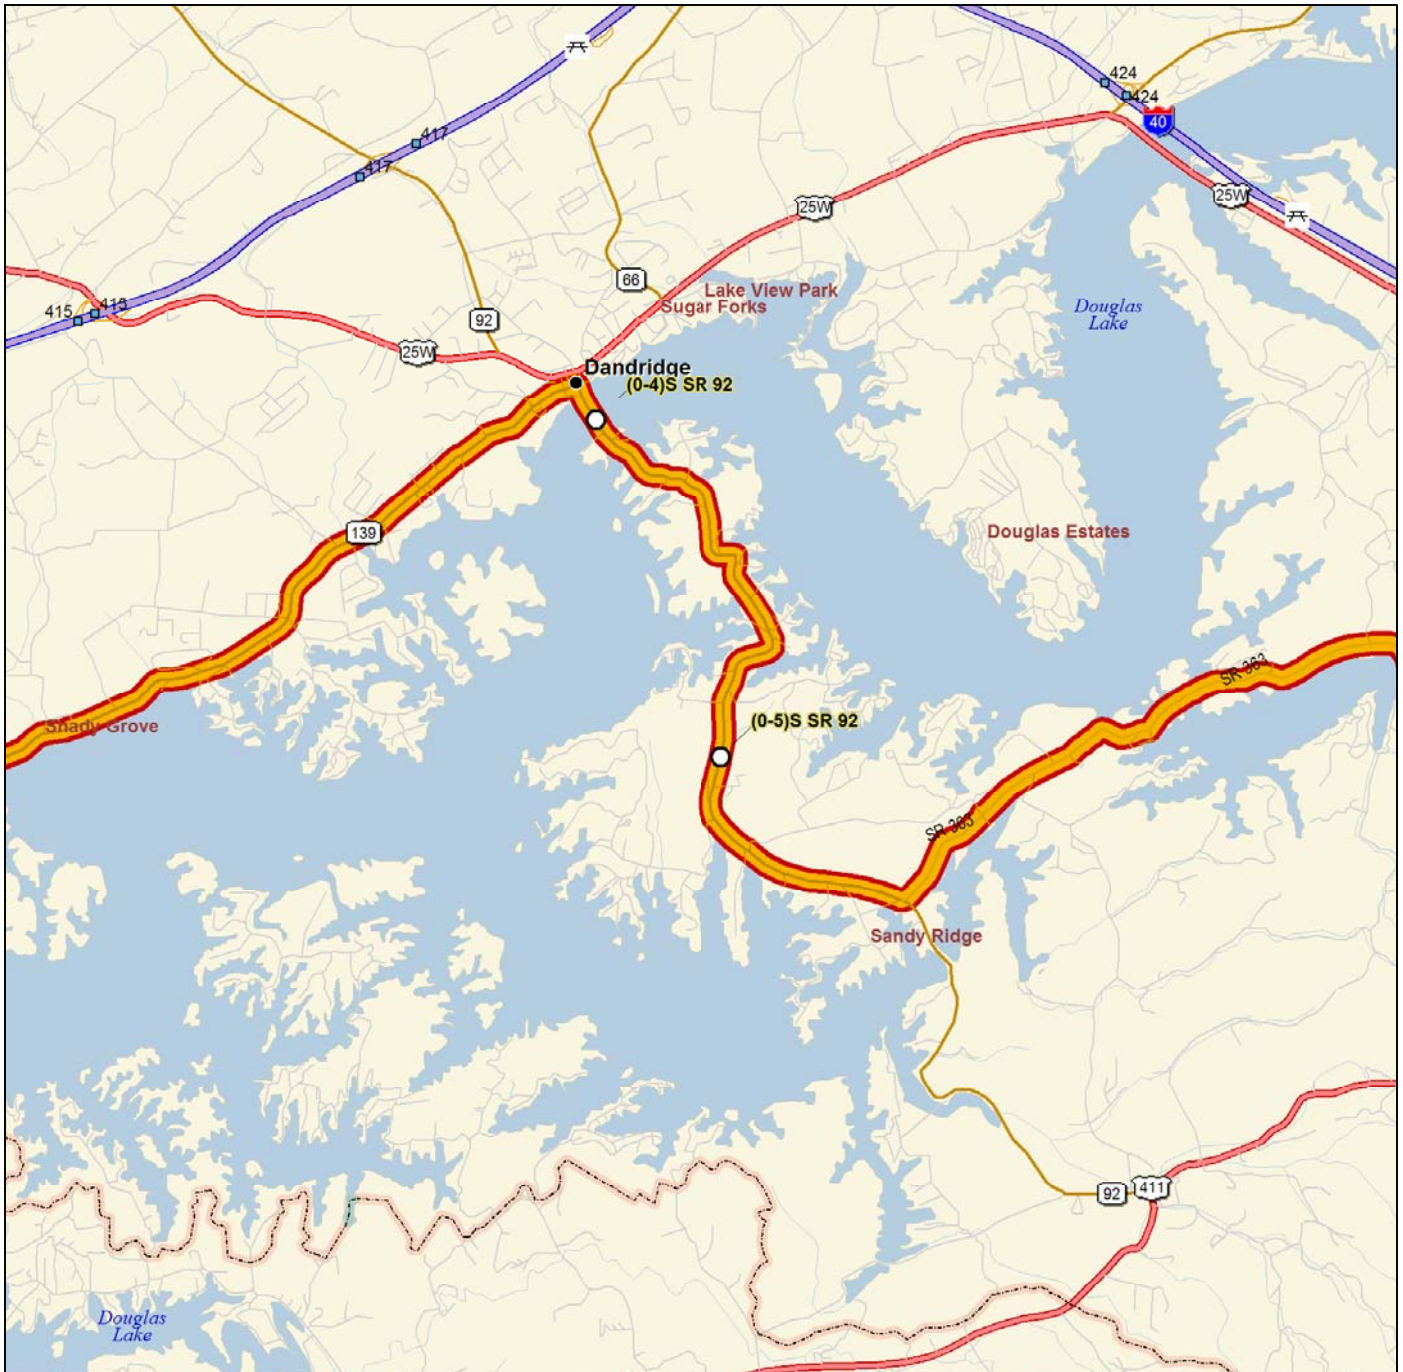 424
424
40
417
417
25W
25W
66
Lake View Park
Sugar Forks
Douglas
Lake
415
415
92
25W
Dandridge
(0-4)S SR 92
139
Douglas Estates
SR 363
Shady Grove
(0-5)S SR 92
SR 363
Sandy Ridge
92
411
Douglas
Lake